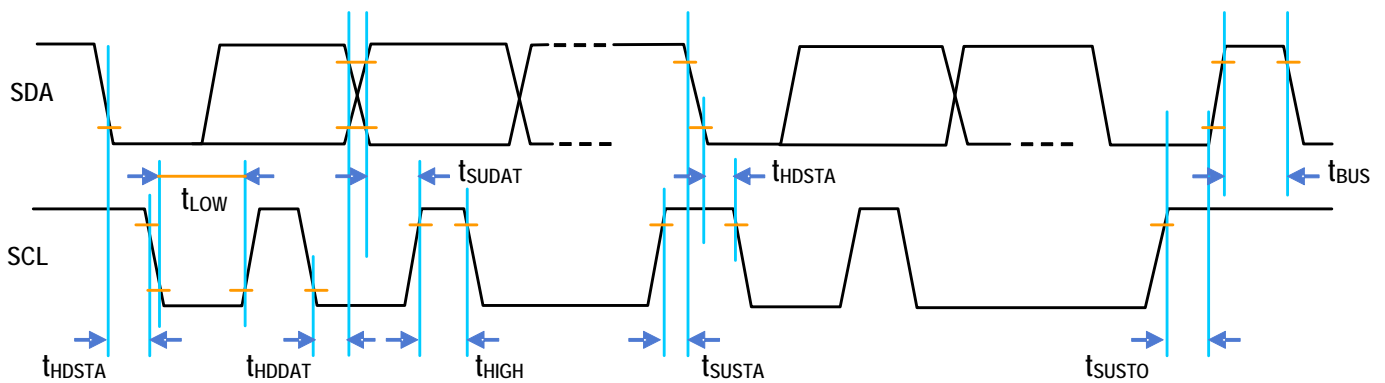 SDA
tSUDAT
tHDSTA
tBUS
tLOW
SCL
tHDSTA
tHDDAT
tHIGH
tSUSTA
tSUSTO